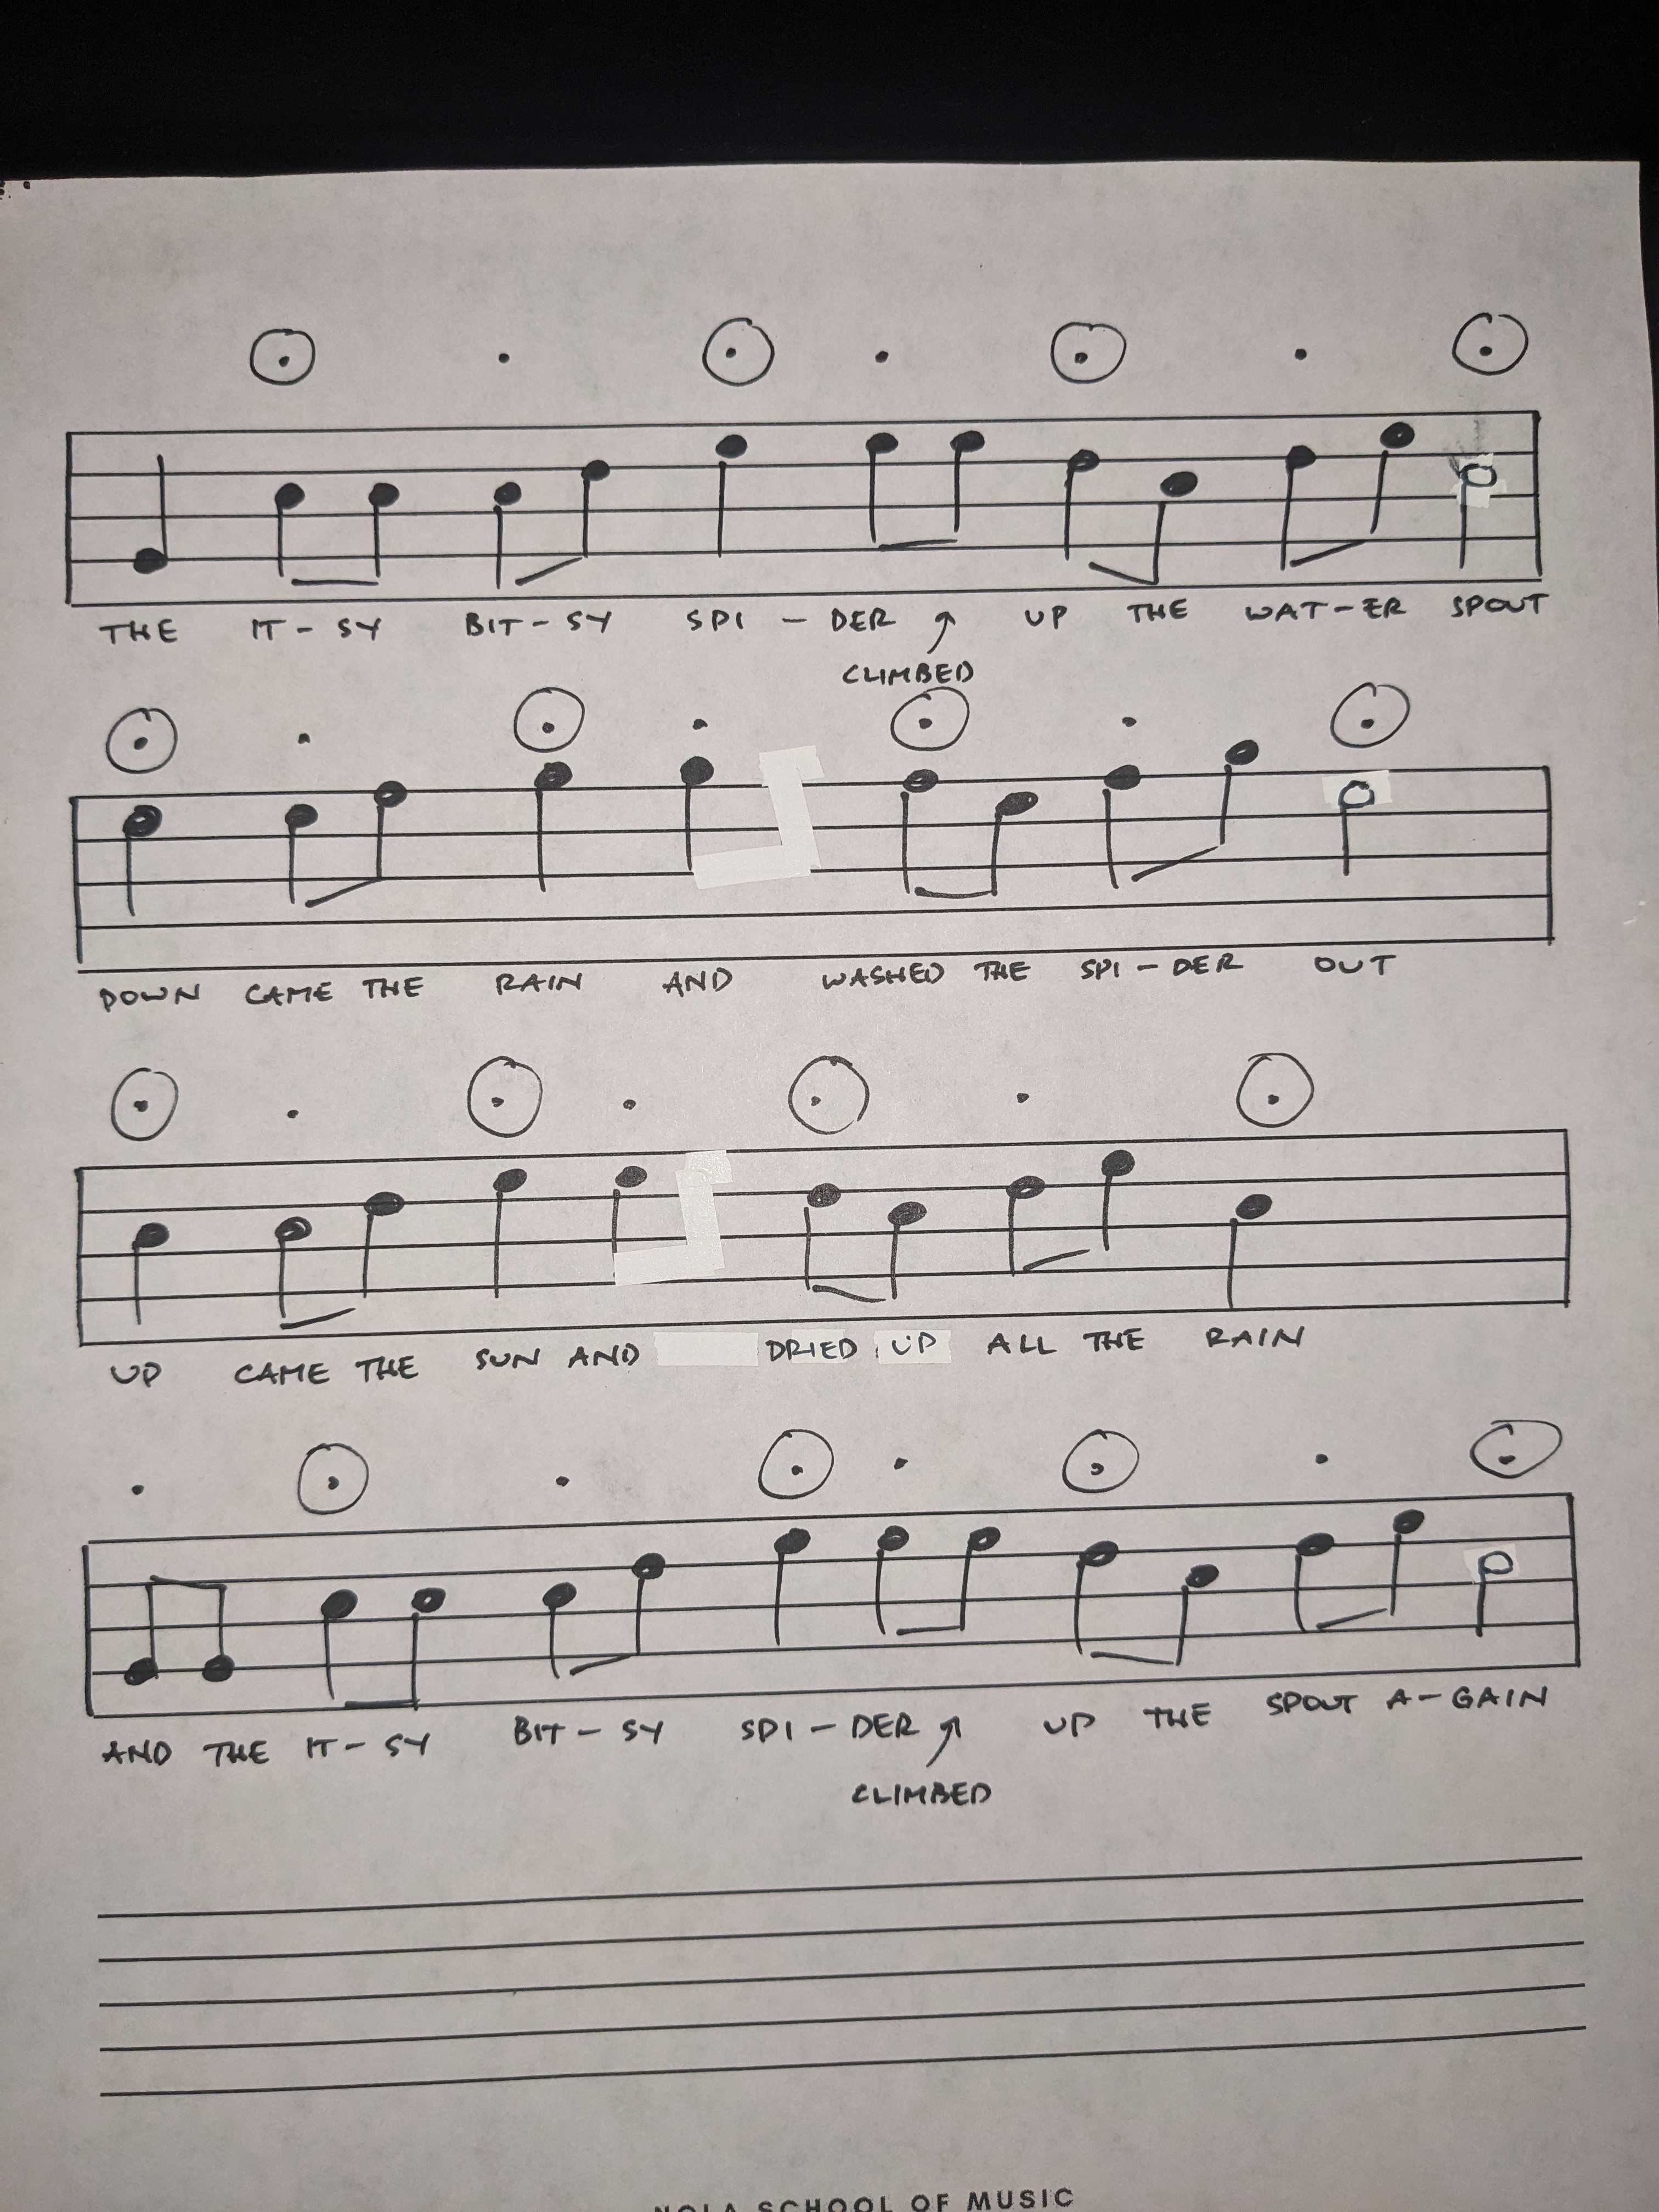 THE IT - SY BIT - SY SPI - DER ↗ UP THE WAT - ER SPOUT
CLIMBED
DOWN CAME THE RAIN AND WASHED THE SPI - DER OUT
UP CAME THE SUN AND DRIED UP ALL THE RAIN
AND THE IT - SY BIT - SY SPI - DER ↗ UP THE SPOUT A - GAIN
CLIMBED
NOLA SCHOOL OF MUSIC